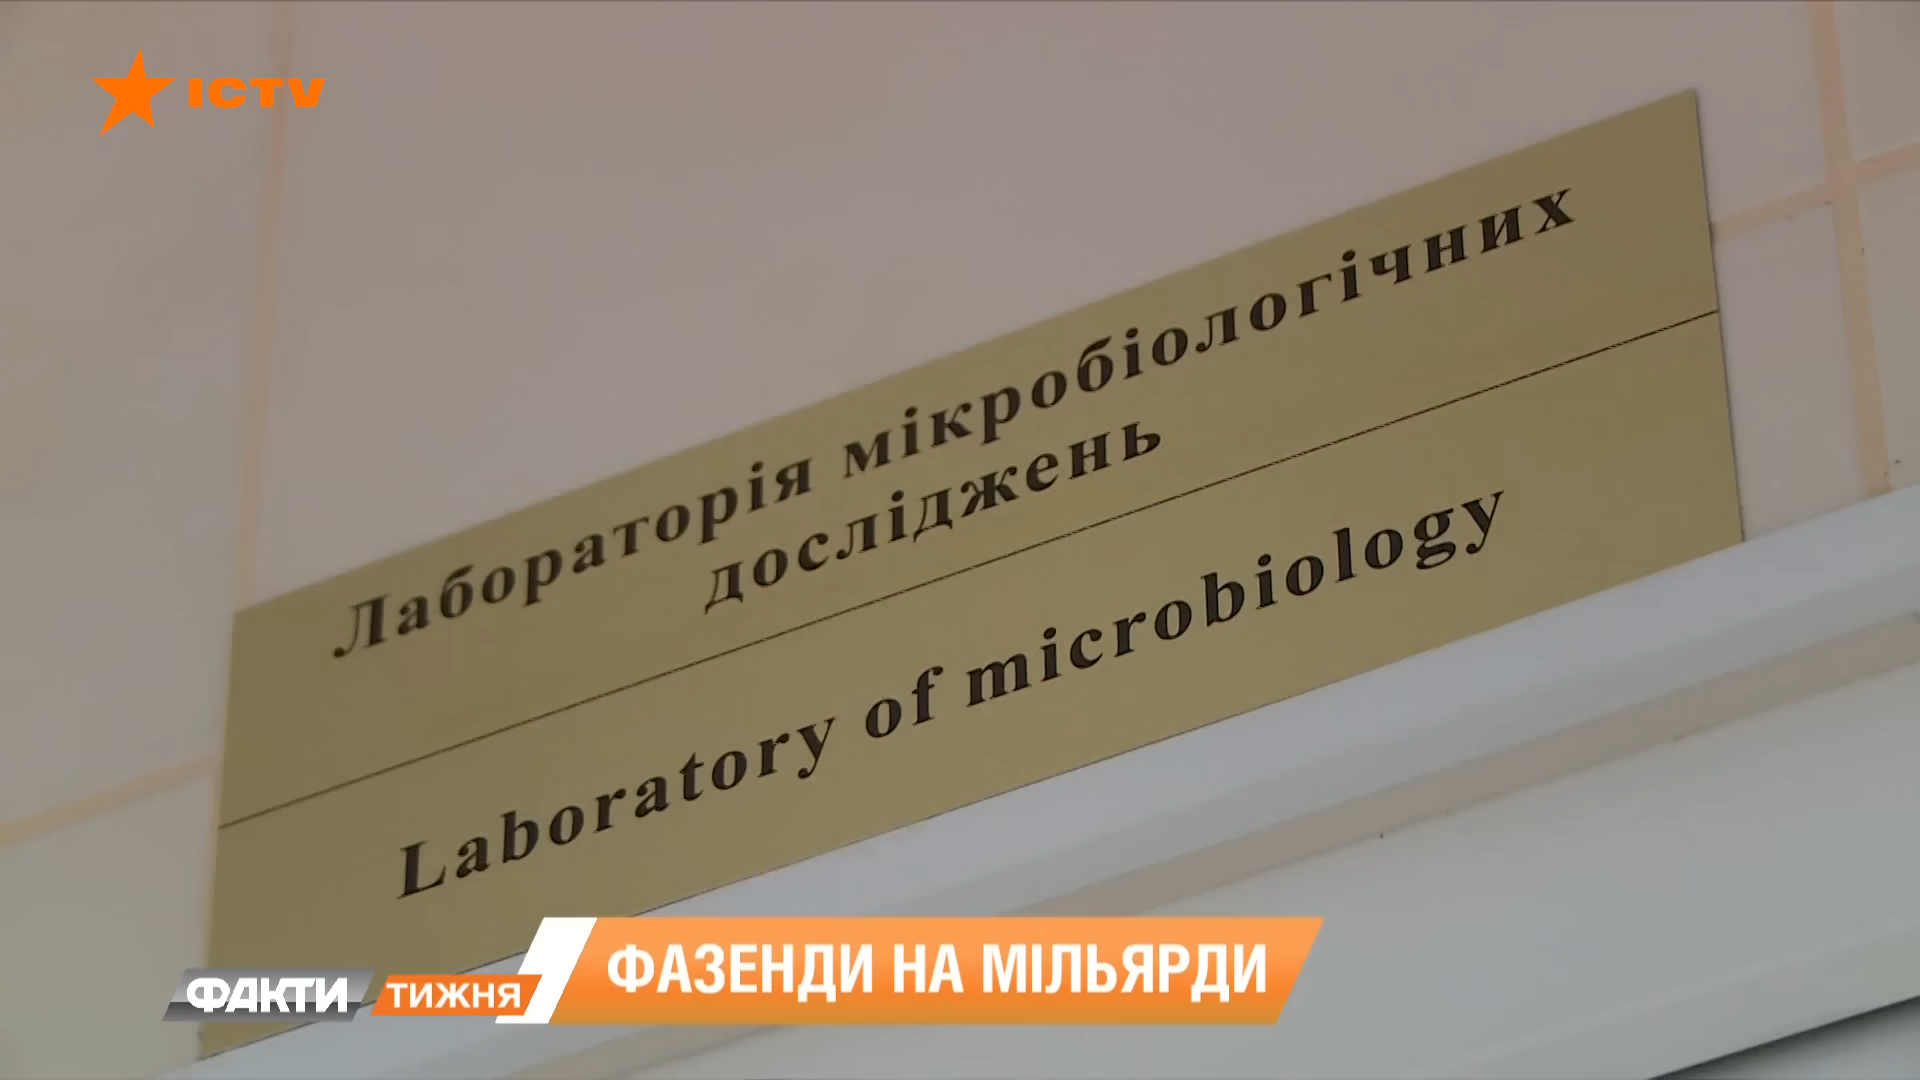 ICTV
Лабораторія мікробіологічних
досліджень
Laboratory of microbiology
ФАКТИ ТИЖНЯ
ФАЗЕНДИ НА МІЛЬЯРДИ